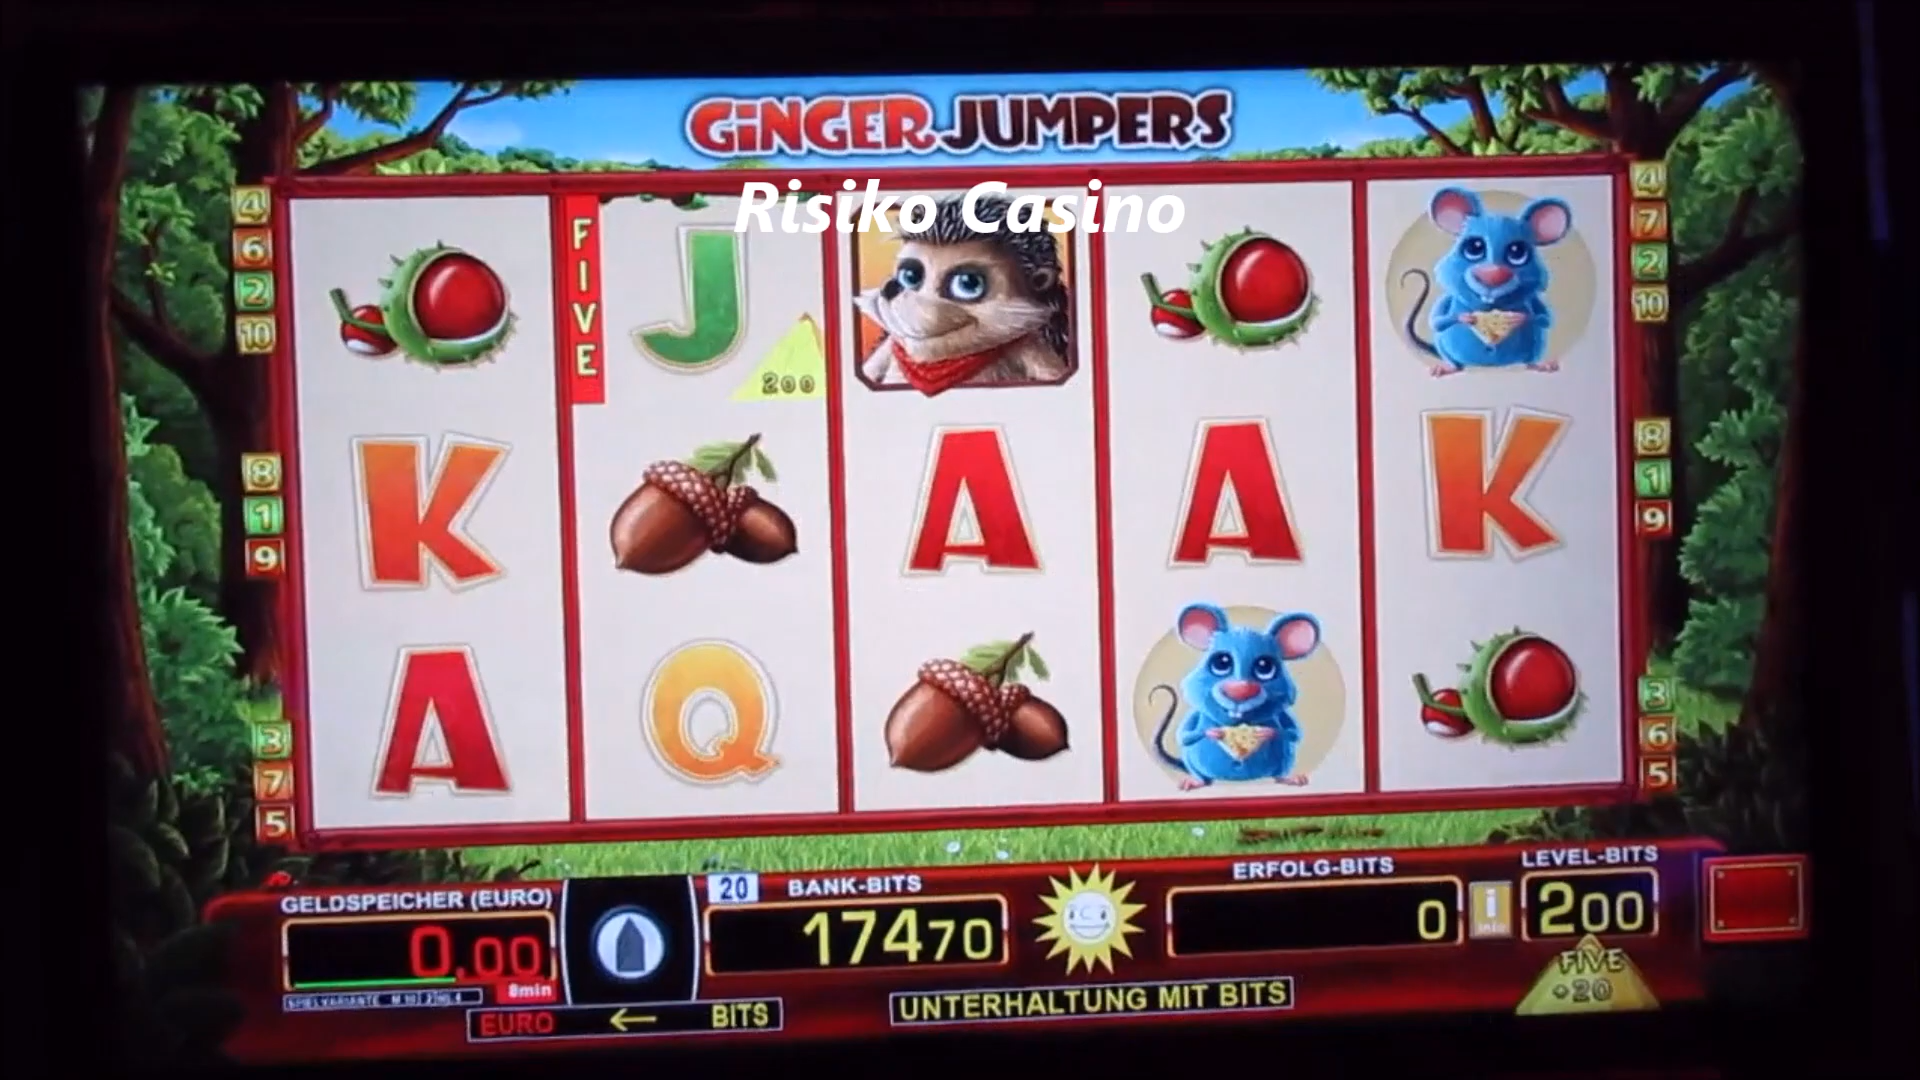 GiNGER JUMPERS
Risiko Casino
4
6
2
10
8
1
9
3
7
5
FIVE
J
200
K
A
A
K
A
Q
4
7
2
10
8
1
9
3
6
5
GELDSPEICHER (EURO)
0.00
8min
20
BANK-BITS
17470
ERFOLG-BITS
0
i
info
LEVEL-BITS
200
FIVE
+20
EURO ← BITS
UNTERHALTUNG MIT BITS